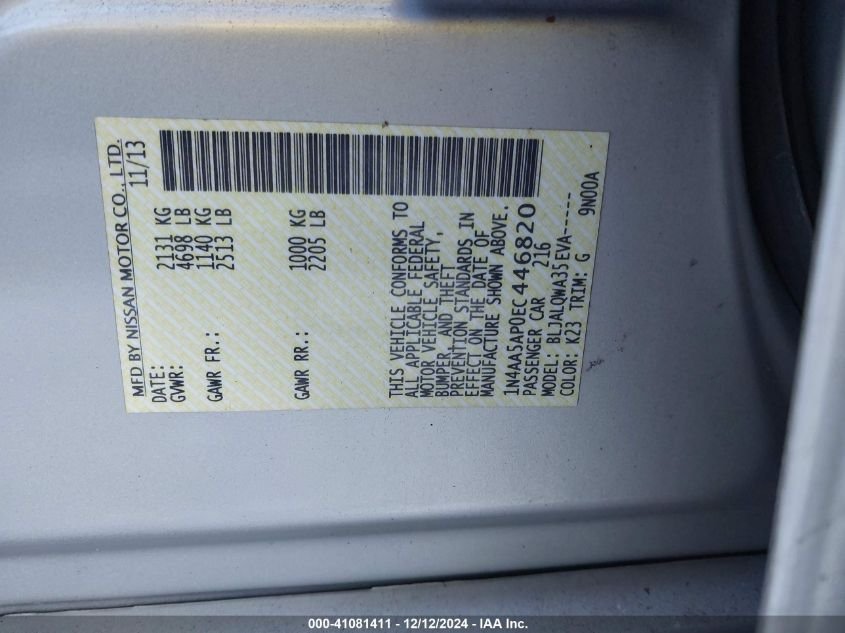 MFD BY NISSAN MOTOR CO., LTD.
DATE: 11/13
GVWR: 2131 KG
4698 LB
GAWR FR.: 1140 KG
2513 LB
GAWR RR.: 1000 KG
2205 LB
THIS VEHICLE CONFORMS TO
ALL APPLICABLE FEDERAL
MOTOR VEHICLE SAFETY,
BUMPER, AND THEFT
PREVENTION STANDARDS IN
EFFECT ON THE DATE OF
MANUFACTURE SHOWN ABOVE.
1N4AA5AP0EC446820
PASSENGER CAR 216
MODEL: BLJALOWA35EVA-----
COLOR: K23 TRIM: G 9N00A
000-41081411 - 12/12/2024 - IAA Inc.